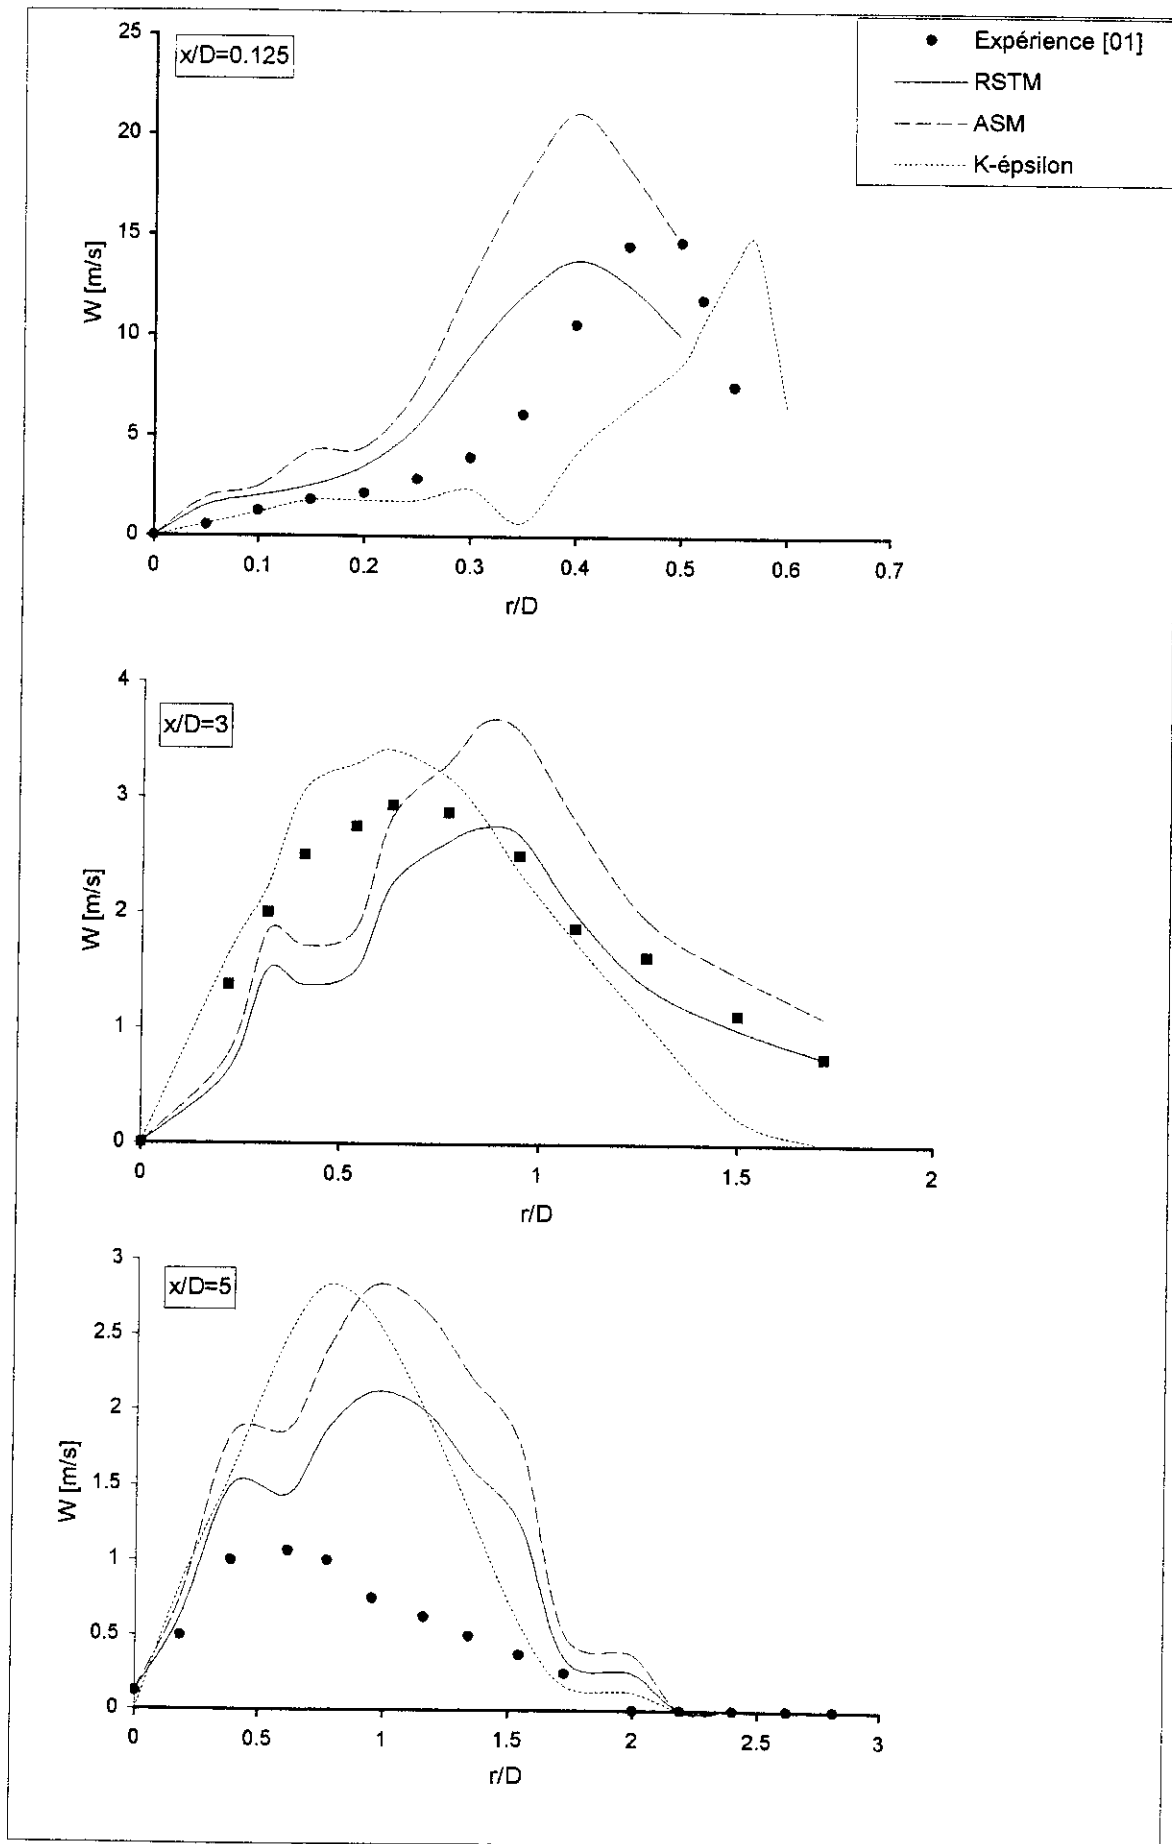 25
x/D=0.125
20
15
10
5
0
W [m/s]
0 0.1 0.2 0.3 0.4 0.5 0.6 0.7
r/D
Expérience [01]
RSTM
ASM
K-épsilon
4
x/D=3
3
2
1
0
W [m/s]
0 0.5 1 1.5 2
r/D
3
x/D=5
2.5
2
1.5
1
0.5
0
W [m/s]
0 0.5 1 1.5 2 2.5 3
r/D